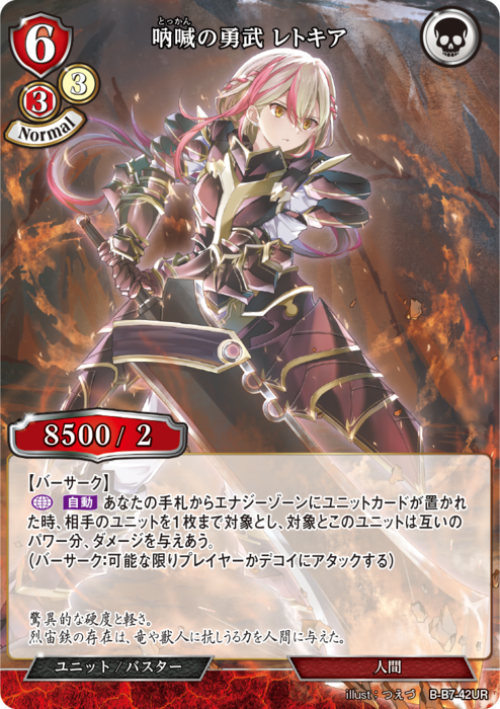 6
とっかん
吶喊の勇武 レトキア
3
3
Normal
8500 / 2
【バーサーク】
自動 あなたの手札からエナジーゾーンにユニットカードが置かれ
た時、相手のユニットを1枚まで対象とし、対象とこのユニットは互いの
パワー分、ダメージを与えあう。
(バーサーク:可能な限りプレイヤーかデコイにアタックする)
驚異的な硬度と軽さ。
烈宙鉄の存在は、竜や獣人に抗しうる力を人間に与えた。
ユニット / バスター
人間
illust : つえづ B-B7-42UR